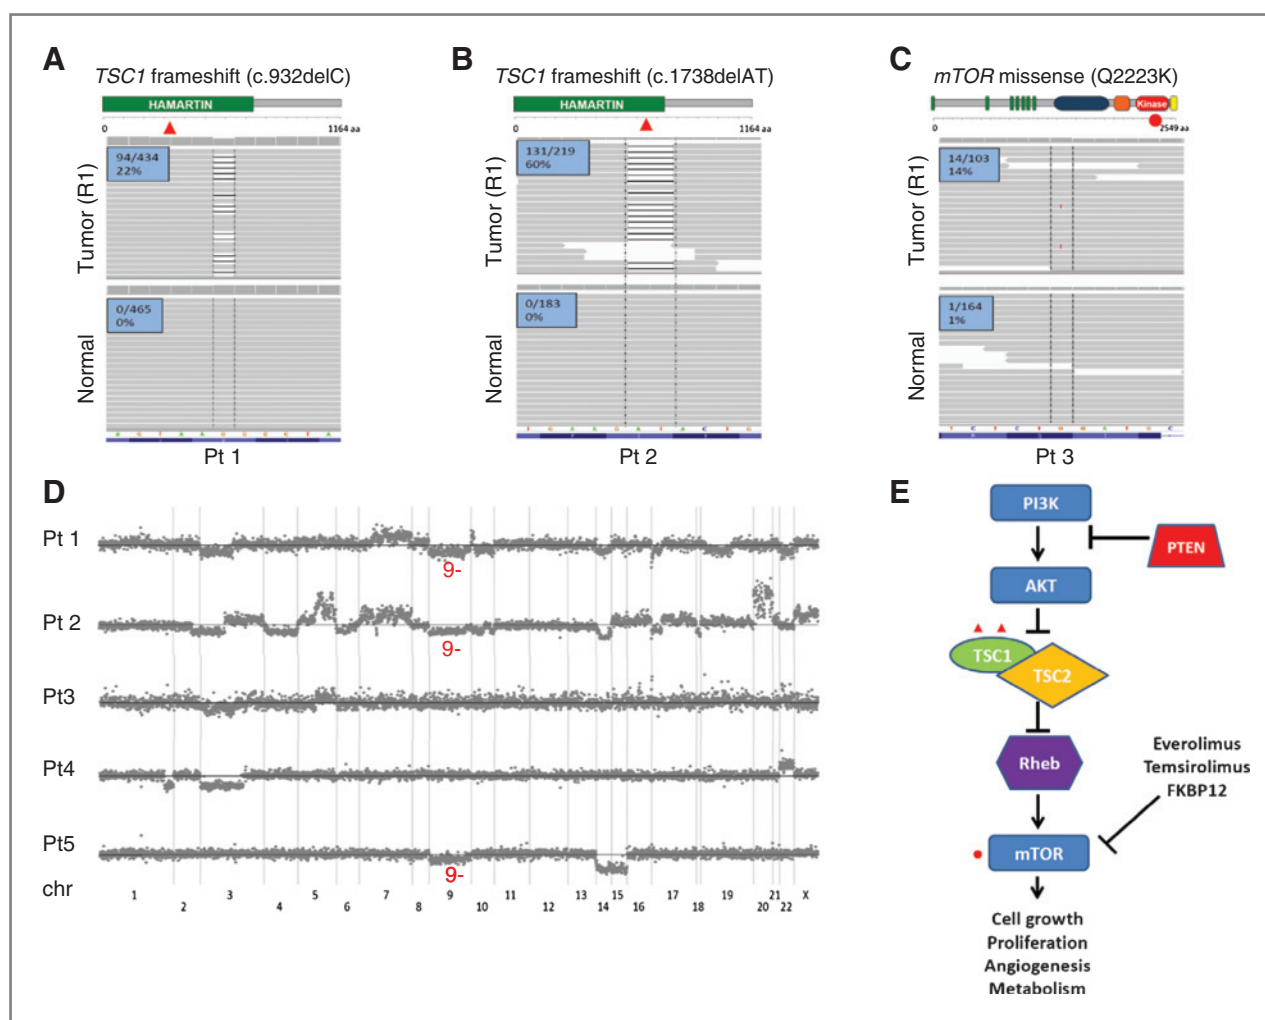 A
TSC1 frameshift (c.932delC)
HAMARTIN
0
1164 aa
Tumor (R1)
94/434
22%
Normal
0/465
0%
Pt 1
B
TSC1 frameshift (c.1738delAT)
HAMARTIN
0
1164 aa
131/219
60%
0/183
0%
T G A A G A T A C T G
Pt 2
C
mTOR missense (Q2223K)
Kinase
0
2549 aa
Tumor (R1)
14/103
14%
Normal
1/164
1%
Pt 3
D
Pt 1
9-
Pt 2
9-
Pt3
Pt4
Pt5
9-
chr
1 2 3 4 5 6 7 8 9 10 11 12 13 14 15 16 17 18 19 20 21 22 X
E
PI3K
PTEN
AKT
TSC1
TSC2
Rheb
Everolimus
Temsirolimus
FKBP12
mTOR
Cell growth
Proliferation
Angiogenesis
Metabolism